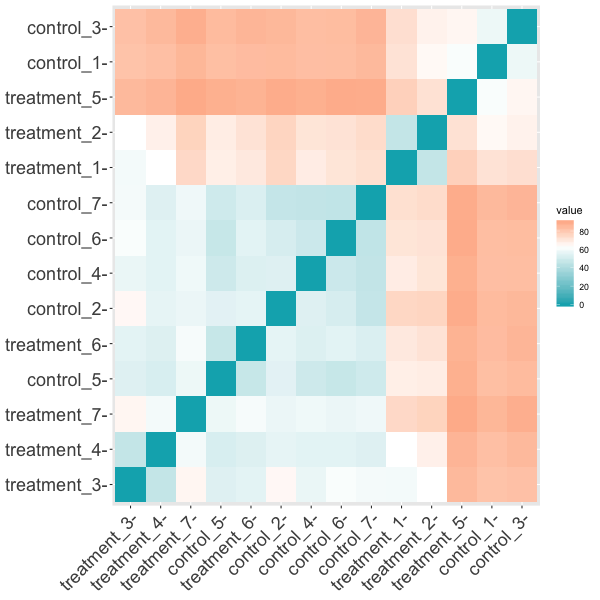 control_3-
control_1-
treatment_5-
treatment_2-
treatment_1-
control_7-
control_6-
control_4-
control_2-
treatment_6-
control_5-
treatment_7-
treatment_4-
treatment_3-
value
80
60
40
20
0
treatment_3-
treatment_4-
treatment_7-
control_5-
treatment_6-
control_2-
control_4-
control_6-
control_7-
treatment_1-
treatment_2-
treatment_5-
control_1-
control_3-